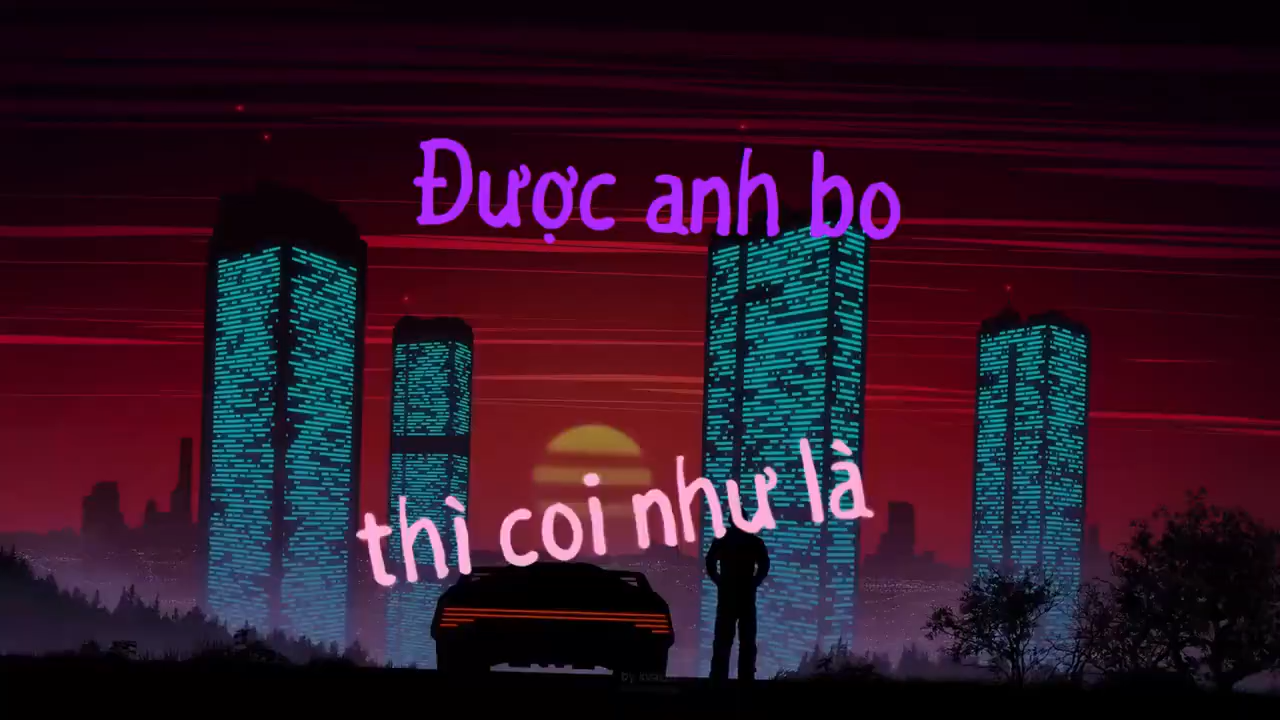 Được anh bo
thì coi như là